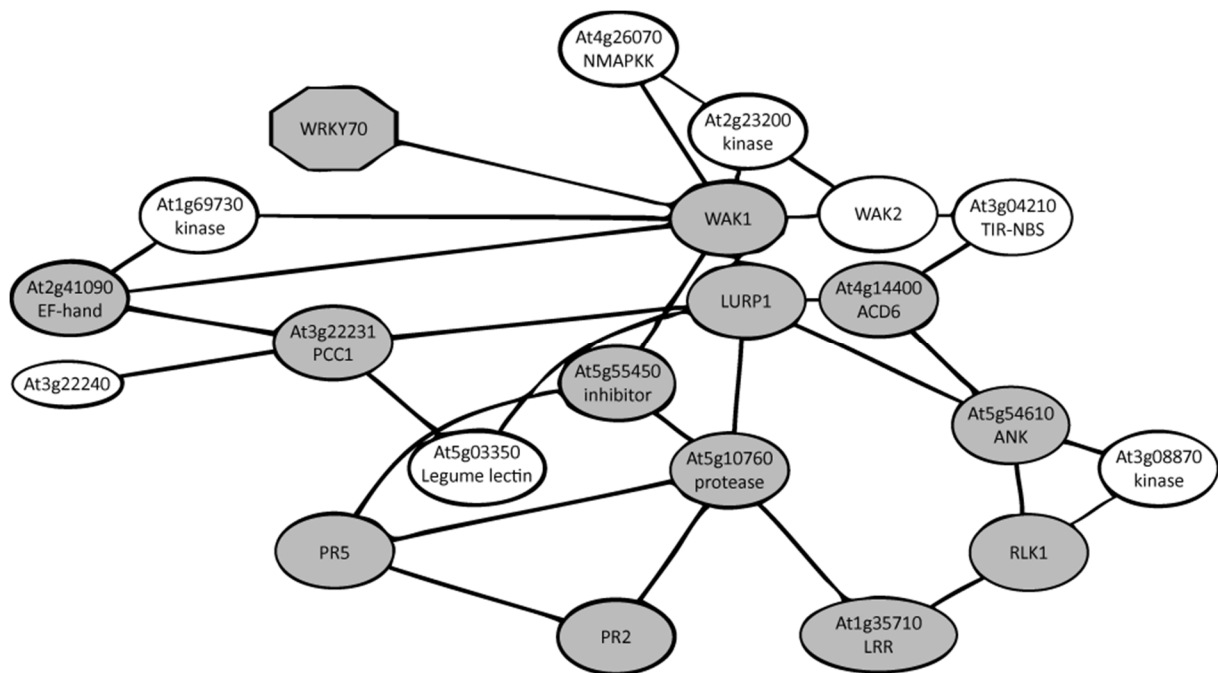 At4g26070
NMAPKK
WRKY70
At2g23200
kinase
At1g69730
kinase
WAK1
WAK2
At3g04210
TIR-NBS
At2g41090
EF-hand
LURP1
At4g14400
ACD6
At3g22231
PCC1
At3g22240
At5g55450
inhibitor
At5g54610
ANK
At5g03350
Legume lectin
At5g10760
protease
At3g08870
kinase
PR5
RLK1
PR2
At1g35710
LRR